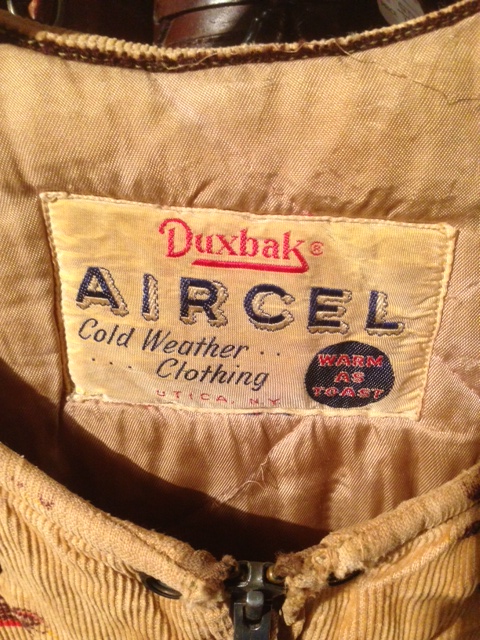 Duxbak®
AIRCEL
Cold Weather . .
. . . . Clothing
UTICA, N.Y.
WARM
AS
TOAST